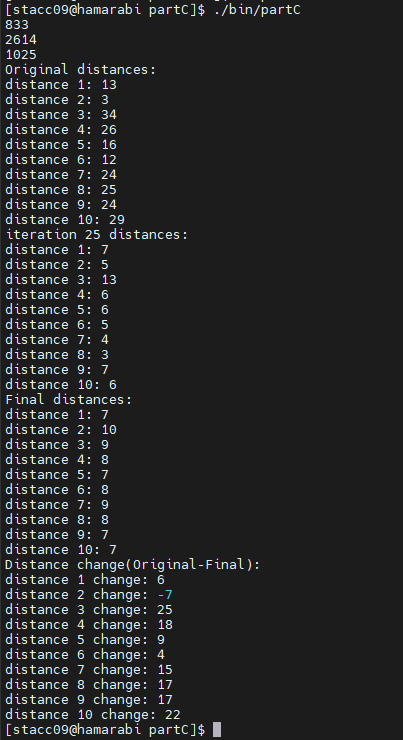 [stacc09@hamarabi partC]$ ./bin/partC
833
2614
1025
Original distances:
distance 1: 13
distance 2: 3
distance 3: 34
distance 4: 26
distance 5: 16
distance 6: 12
distance 7: 24
distance 8: 25
distance 9: 24
distance 10: 29
iteration 25 distances:
distance 1: 7
distance 2: 5
distance 3: 13
distance 4: 6
distance 5: 6
distance 6: 5
distance 7: 4
distance 8: 3
distance 9: 7
distance 10: 6
Final distances:
distance 1: 7
distance 2: 10
distance 3: 9
distance 4: 8
distance 5: 7
distance 6: 8
distance 7: 9
distance 8: 8
distance 9: 7
distance 10: 7
Distance change(Original-Final):
distance 1 change: 6
distance 2 change: -7
distance 3 change: 25
distance 4 change: 18
distance 5 change: 9
distance 6 change: 4
distance 7 change: 15
distance 8 change: 17
distance 9 change: 17
distance 10 change: 22
[stacc09@hamarabi partC]$